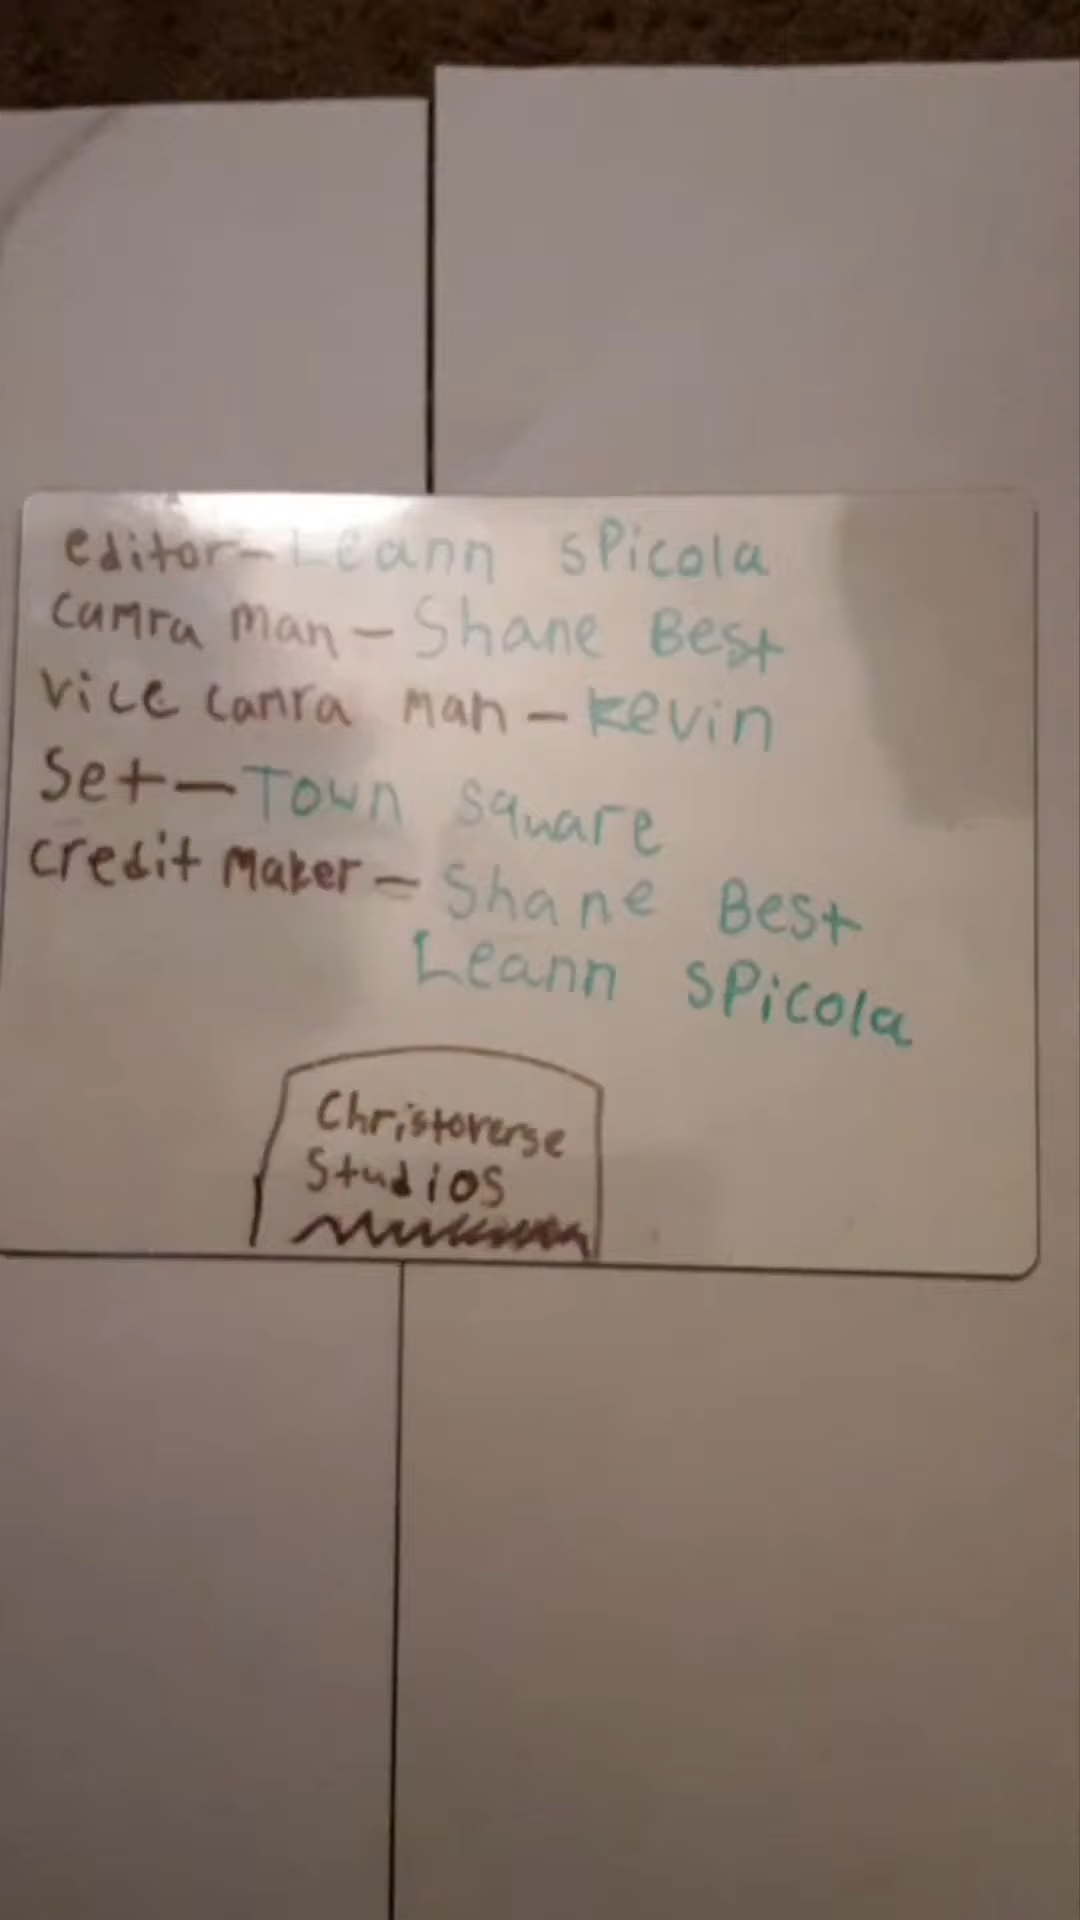 editor-Leann sPicola
Camra man-Shane Best
Vice camra man-Kevin
Set-Town square
credit maker-Shane Best
Leann sPicola
Christoverse
Studios